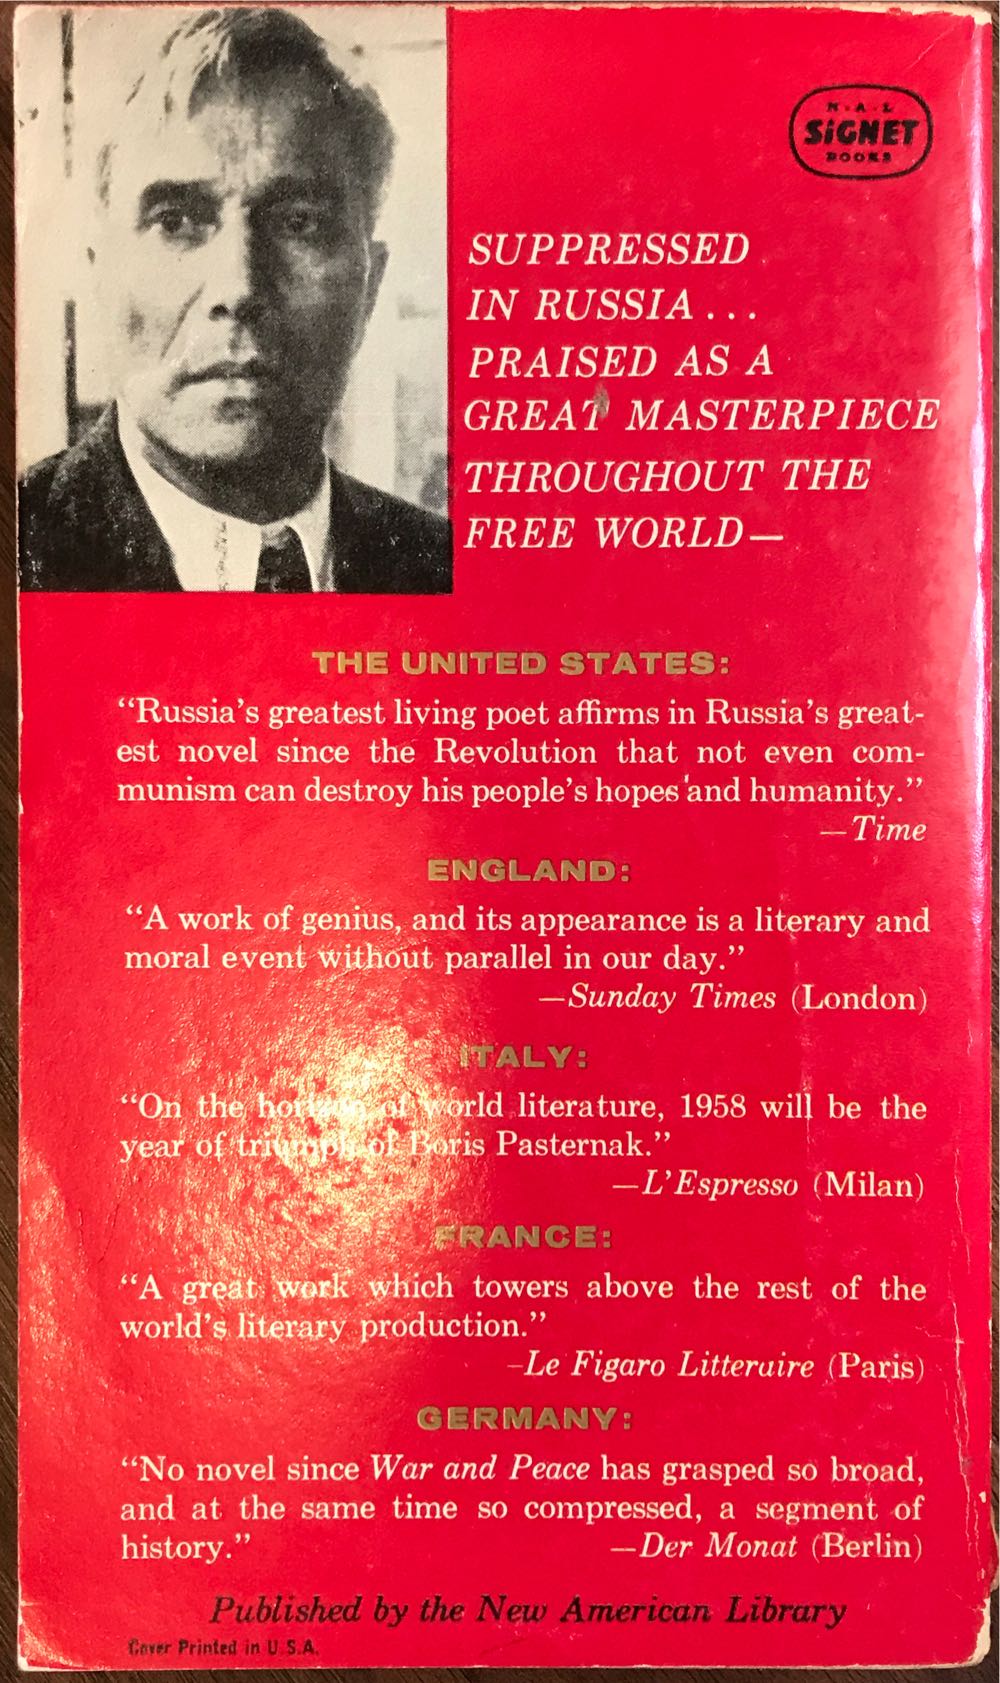 N·A·L
SIGNET
BOOKS
SUPPRESSED
IN RUSSIA...
PRAISED AS A
GREAT MASTERPIECE
THROUGHOUT THE
FREE WORLD—
THE UNITED STATES:
“Russia’s greatest living poet affirms in Russia’s great-
est novel since the Revolution that not even com-
munism can destroy his people’s hopes and humanity.”
—Time
ENGLAND:
“A work of genius, and its appearance is a literary and
moral event without parallel in our day.”
—Sunday Times (London)
ITALY:
“On the horizon of world literature, 1958 will be the
year of triumph of Boris Pasternak.”
—L’Espresso (Milan)
FRANCE:
“A great work which towers above the rest of the
world’s literary production.”
–Le Figaro Litteraire (Paris)
GERMANY:
“No novel since War and Peace has grasped so broad,
and at the same time so compressed, a segment of
history.” —Der Monat (Berlin)
Published by the New American Library
Cover Printed in U.S.A.